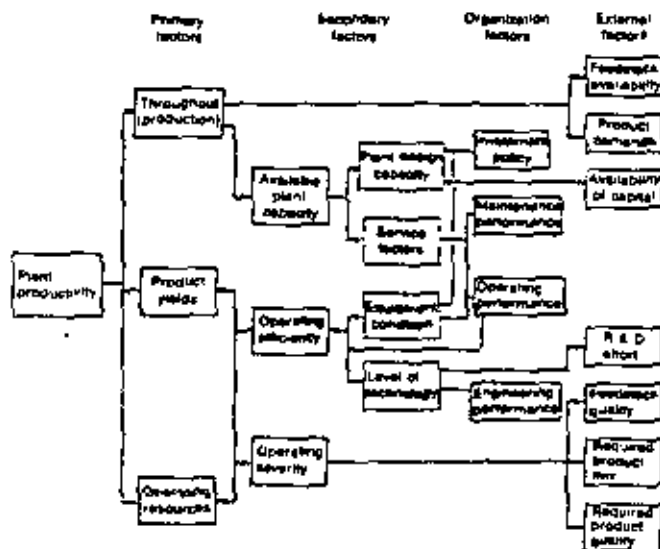 Primary factors
Secondary factors
Organization factors
External factors
Throughput
(production)
Feedstock
availability
Product
demands
Available
plant
capacity
Plant design
capacity
Investment
policy
Availability
of capital
Service
factors
Maintenance
performance
Plant
productivity
Product
yields
Operating
efficiency
Equipment
condition
Operating
performance
Level of
technology
R & D
effort
Engineering
performance
Feedstock
quality
Operating
severity
Required
product
Operating
resources
Required
product
quality